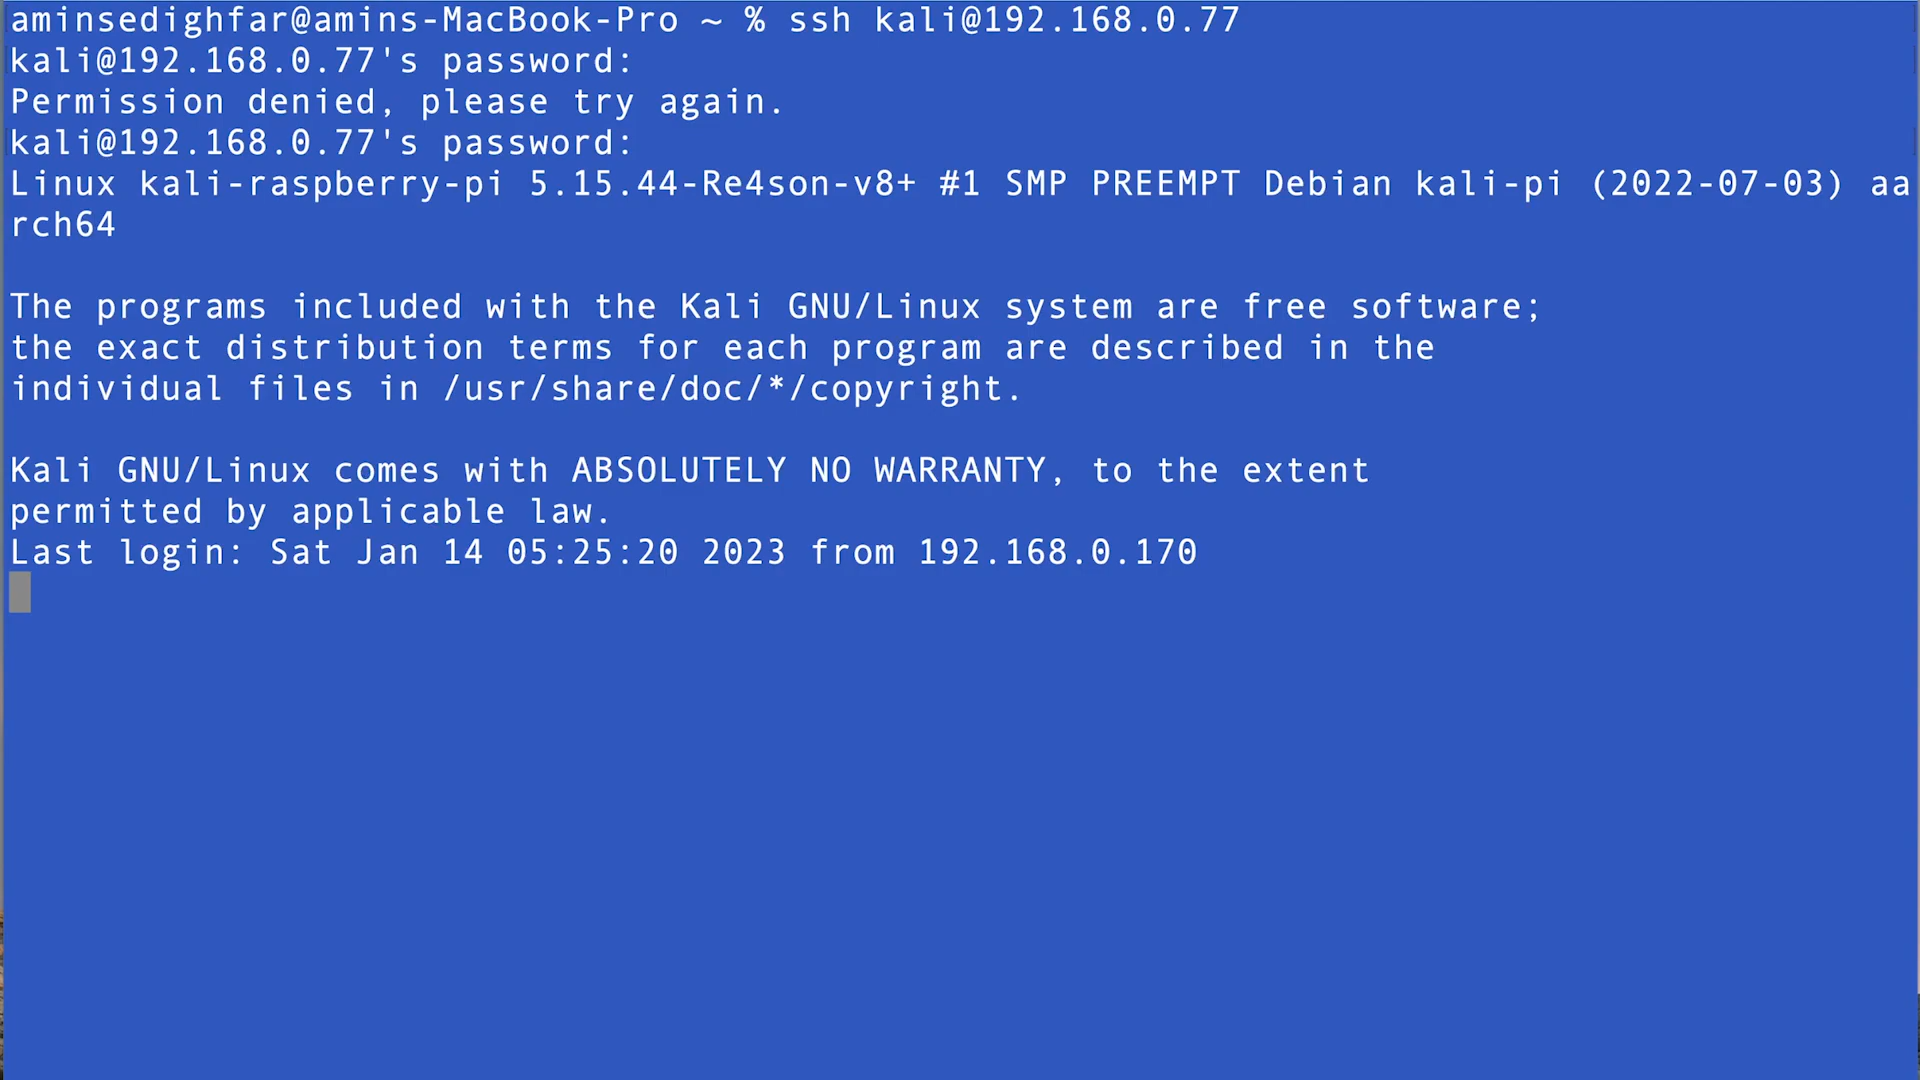 aminsedighfar@amins-MacBook-Pro ~ % ssh kali@192.168.0.77
kali@192.168.0.77's password:
Permission denied, please try again.
kali@192.168.0.77's password:
Linux kali-raspberry-pi 5.15.44-Re4son-v8+ #1 SMP PREEMPT Debian kali-pi (2022-07-03) aa
rch64
The programs included with the Kali GNU/Linux system are free software;
the exact distribution terms for each program are described in the
individual files in /usr/share/doc/*/copyright.
Kali GNU/Linux comes with ABSOLUTELY NO WARRANTY, to the extent
permitted by applicable law.
Last login: Sat Jan 14 05:25:20 2023 from 192.168.0.170